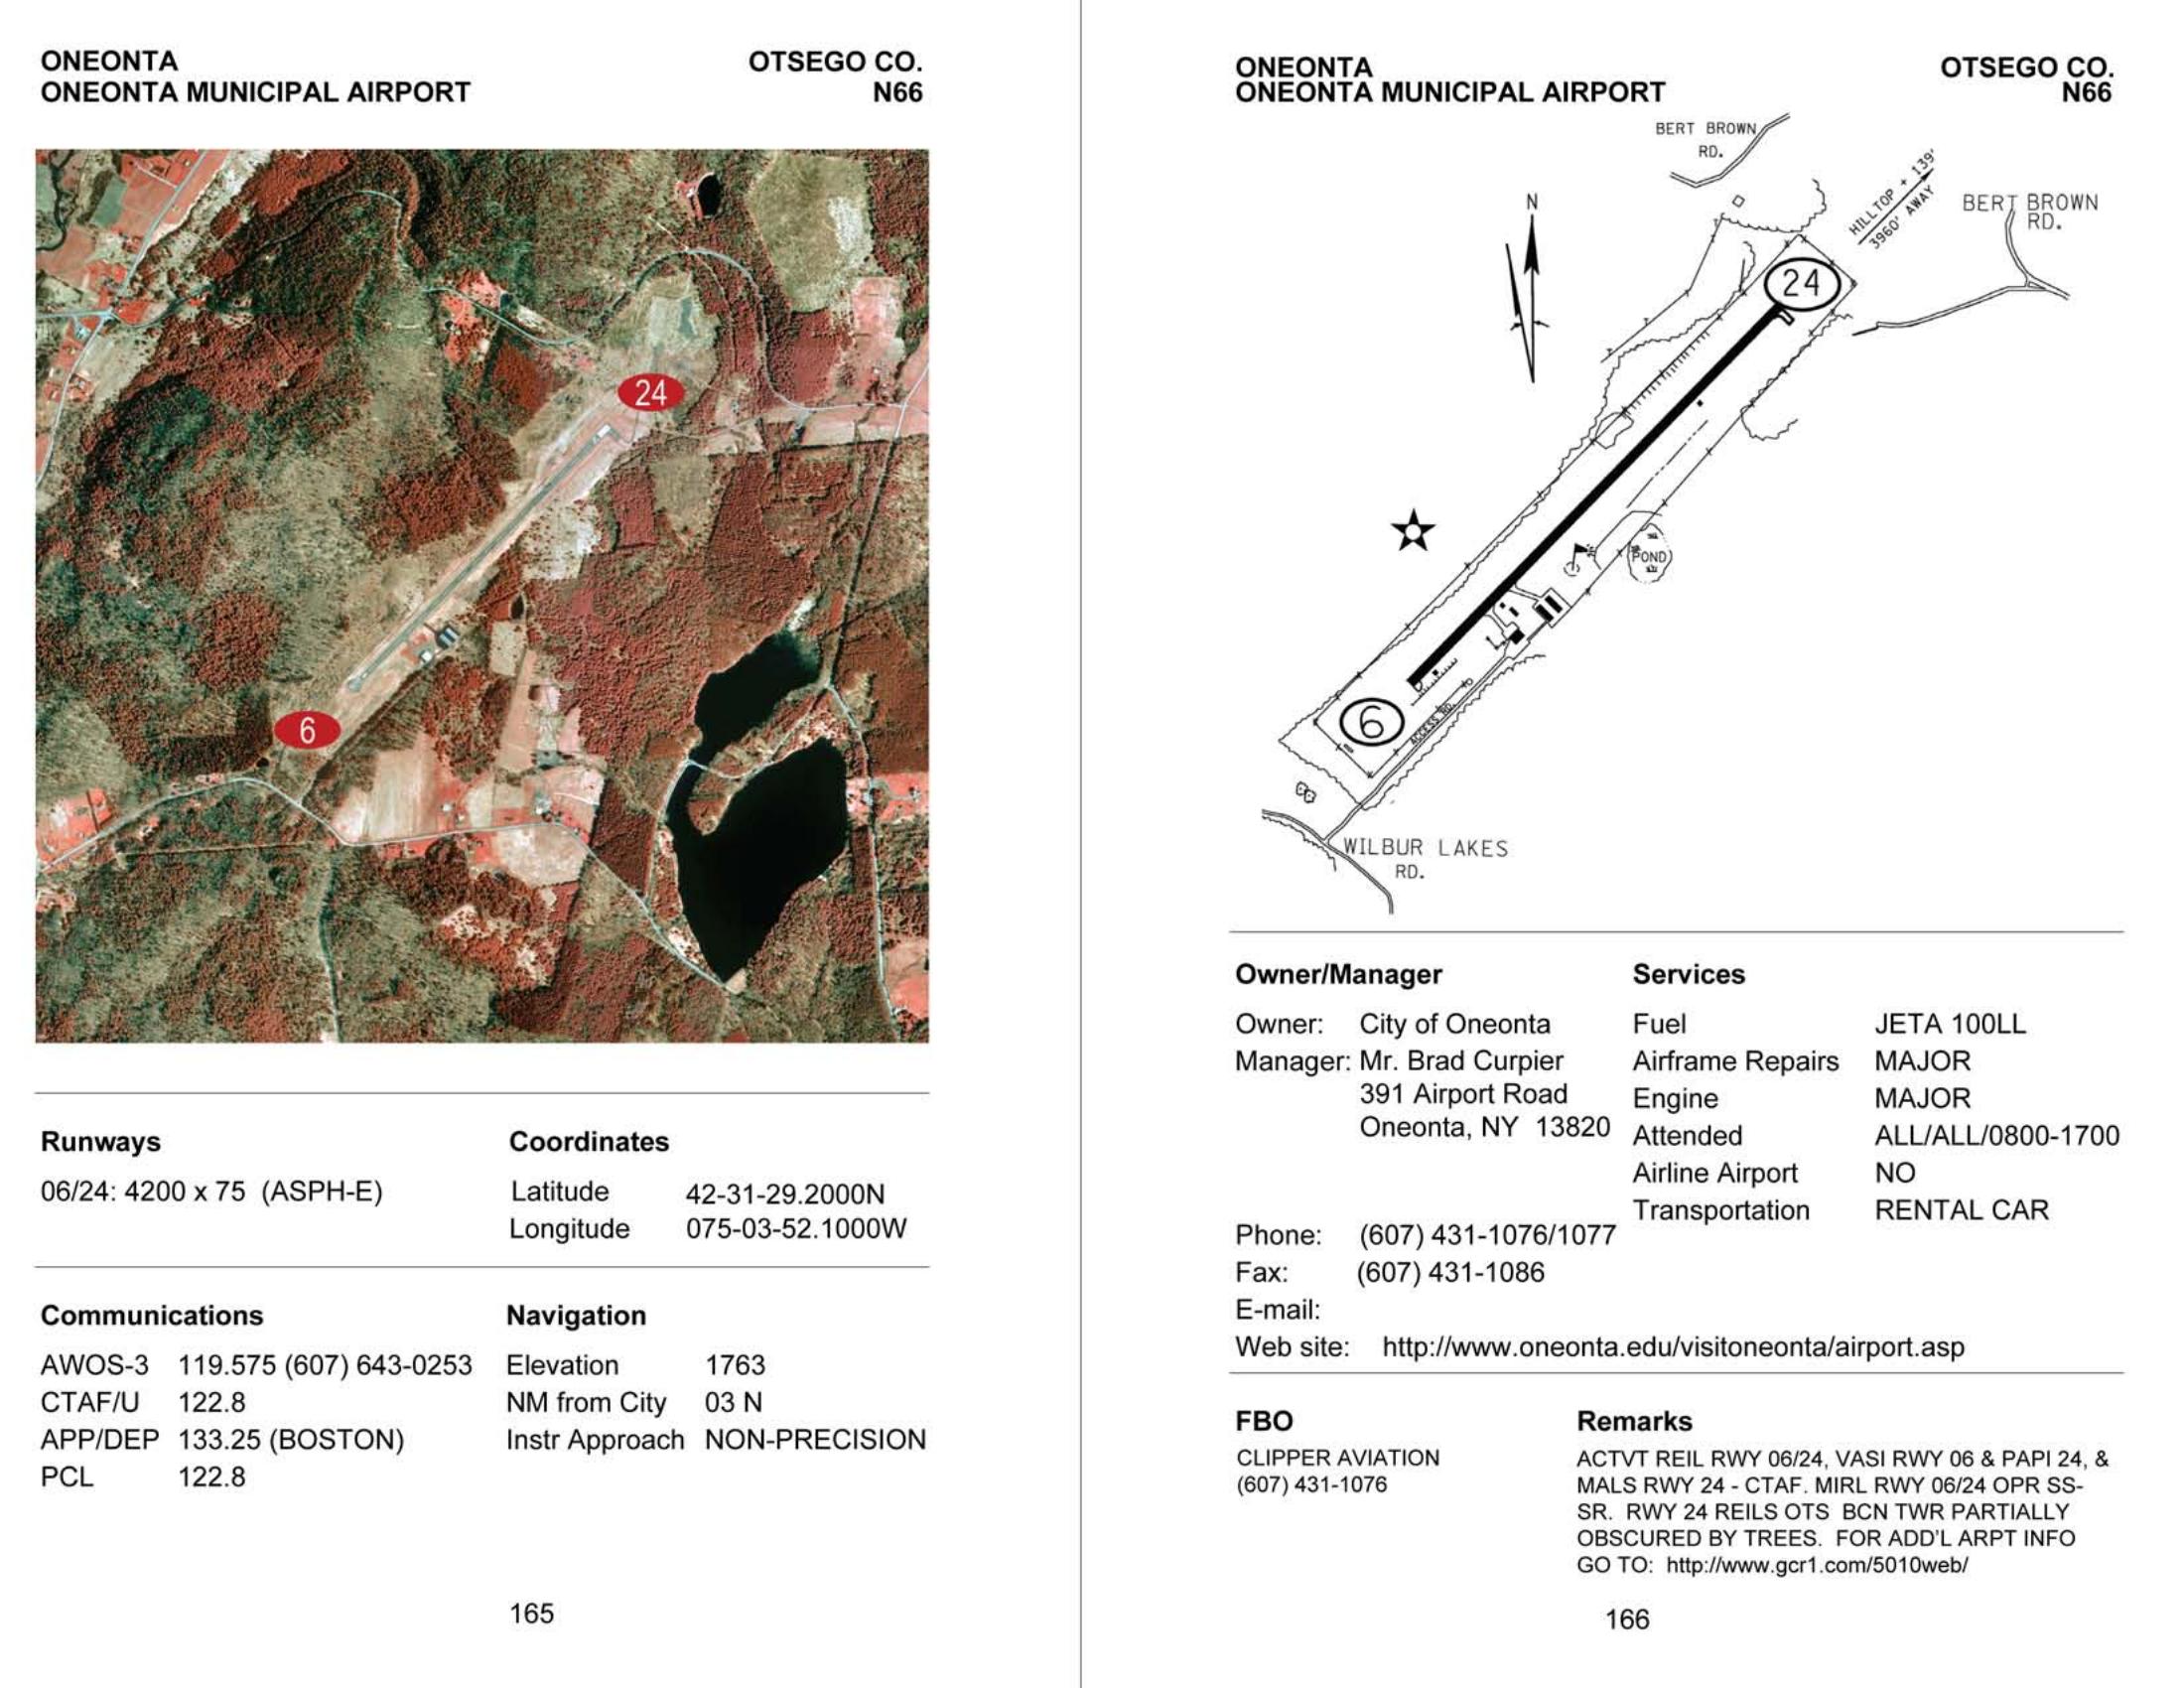 ONEONTA
ONEONTA MUNICIPAL AIRPORT
OTSEGO CO.
N66
24
6
Runways
06/24: 4200 x 75 (ASPH-E)
Coordinates
Latitude 42-31-29.2000N
Longitude 075-03-52.1000W
Communications
AWOS-3 119.575 (607) 643-0253
CTAF/U 122.8
APP/DEP 133.25 (BOSTON)
PCL 122.8
Navigation
Elevation 1763
NM from City 03 N
Instr Approach NON-PRECISION
165
ONEONTA
ONEONTA MUNICIPAL AIRPORT
OTSEGO CO.
N66
BERT BROWN
RD.
HILLTOP + 139'
3960' AWAY
BERT BROWN
RD.
N
24
POND
6
ACCESS RD.
WILBUR LAKES
RD.
Owner/Manager
Owner: City of Oneonta
Manager: Mr. Brad Curpier
391 Airport Road
Oneonta, NY 13820
Phone: (607) 431-1076/1077
Fax: (607) 431-1086
E-mail:
Web site: http://www.oneonta.edu/visitoneonta/airport.asp
Services
Fuel JETA 100LL
Airframe Repairs MAJOR
Engine MAJOR
Attended ALL/ALL/0800-1700
Airline Airport NO
Transportation RENTAL CAR
FBO
CLIPPER AVIATION
(607) 431-1076
Remarks
ACTVT REIL RWY 06/24, VASI RWY 06 & PAPI 24, &
MALS RWY 24 - CTAF. MIRL RWY 06/24 OPR SS-
SR. RWY 24 REILS OTS BCN TWR PARTIALLY
OBSCURED BY TREES. FOR ADD'L ARPT INFO
GO TO: http://www.gcr1.com/5010web/
166